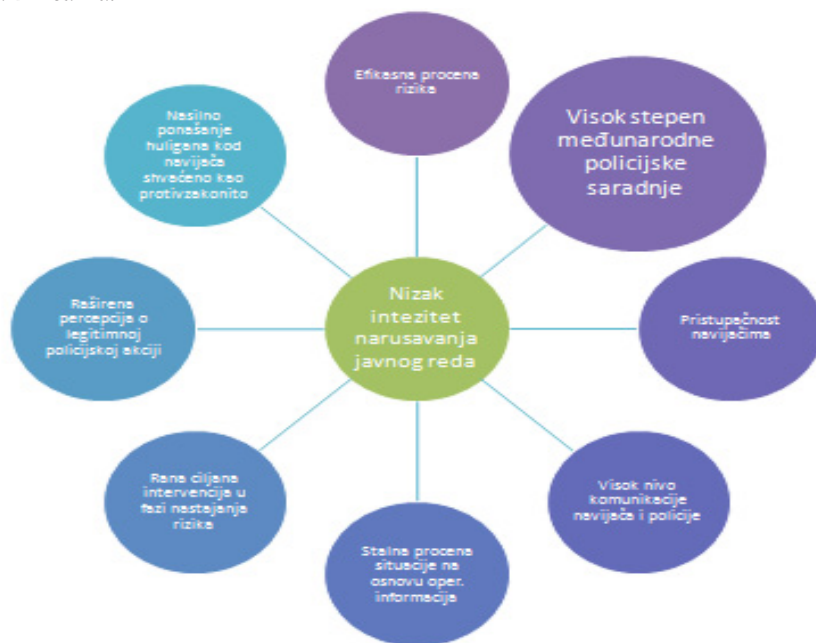 Efikasna procena
rizika
Visok stepen
međunarodne
policijske
saradnje
Pristupačnost
navijačima
Visok nivo
komunikacije
navijača i policije
Stalna procena
situacije na
osnovu oper.
informacija
Rana ciljana
intervencija u
fazi nastajanja
rizika
Raširena
percepcija o
legitimnoj
policijskoj akciji
Nasilno
ponašanje
huligana kod
navijača
shvaćeno kao
protivzakonito
Nizak
intezitet
narusavanja
javnog reda